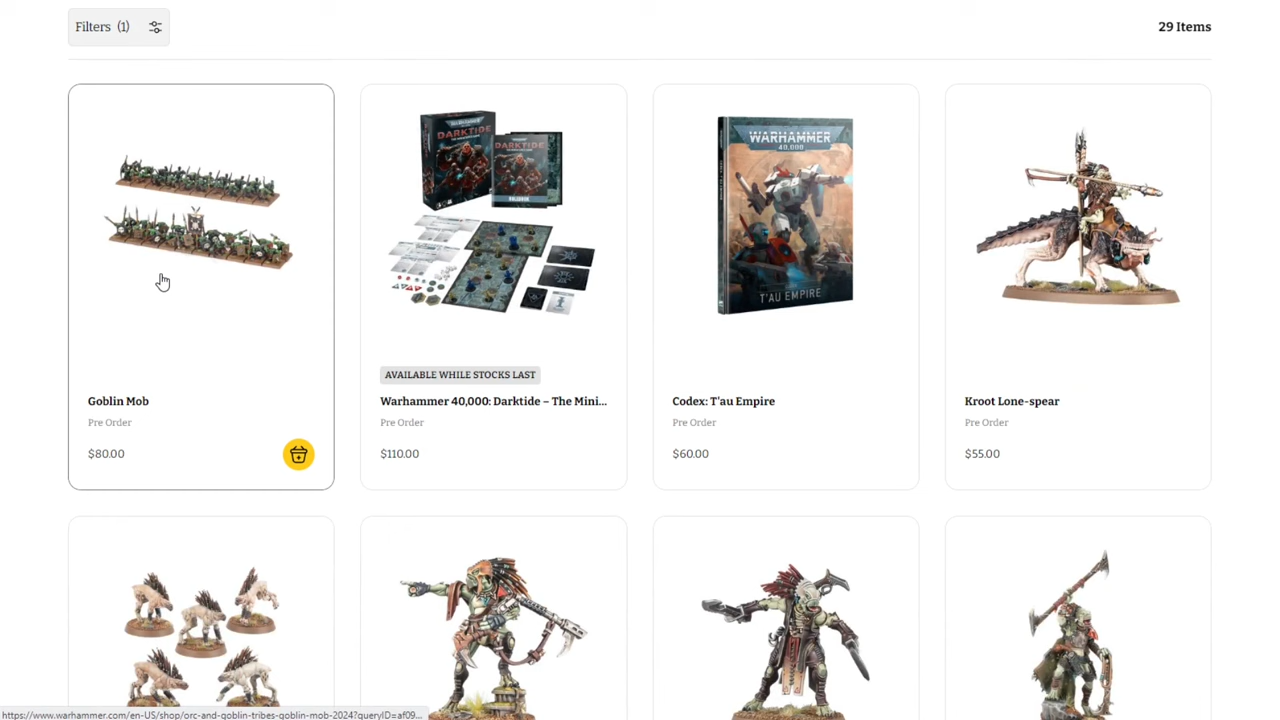 Filters (1)
29 Items
DARKTIDE
DARKTIDE
WARHAMMER
40,000
T'AU EMPIRE
AVAILABLE WHILE STOCKS LAST
Goblin Mob
Warhammer 40,000: Darktide – The Mini...
Codex: T'au Empire
Kroot Lone-spear
Pre Order
Pre Order
Pre Order
Pre Order
$80.00
$110.00
$60.00
$55.00
https://www.warhammer.com/en-US/shop/orc-and-goblin-tribes-goblin-mob-2024?queryID=af09...